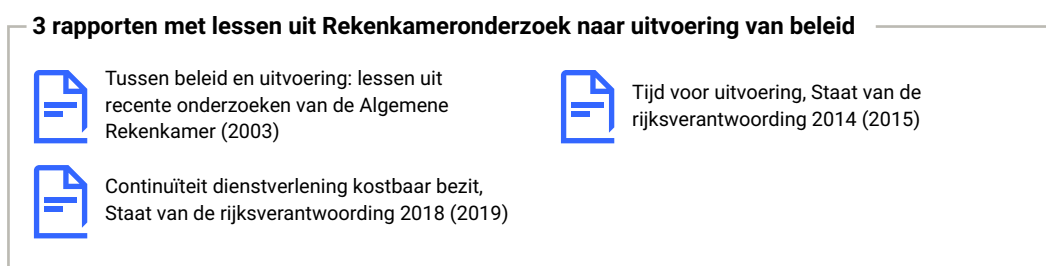 3 rapporten met lessen uit Rekenkameronderzoek naar uitvoering van beleid
Tussen beleid en uitvoering: lessen uit
recente onderzoeken van de Algemene
Rekenkamer (2003)
Tijd voor uitvoering, Staat van de
rijksverantwoording 2014 (2015)
Continuïteit dienstverlening kostbaar bezit,
Staat van de rijksverantwoording 2018 (2019)